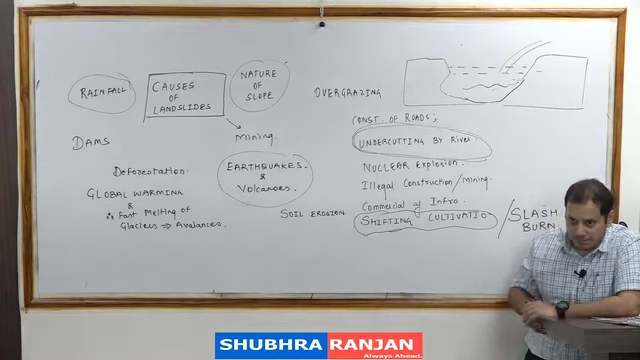 RAINFALL
CAUSES
OF
LANDSLIDES
NATURE
OF
SLOPE
OVERGRAZING
CONST. OF ROADS;
DAMS
Mining.
UNDERCUTTING BY River
NUCLEAR EXPLOSION.
Deforestation.
EARTHQUAKES.
&
Volcanoes.
Illegal Construction/Mining.
GLOBAL WARMING
&
∴ Fast Melting of
Glaciers ⇒ Avalances.
Commercial of Infro.
SOIL EROSION
SHIFTING CULTIVATIO
/SLASH
BURN
SHUBHRA RANJAN
Always Ahead.